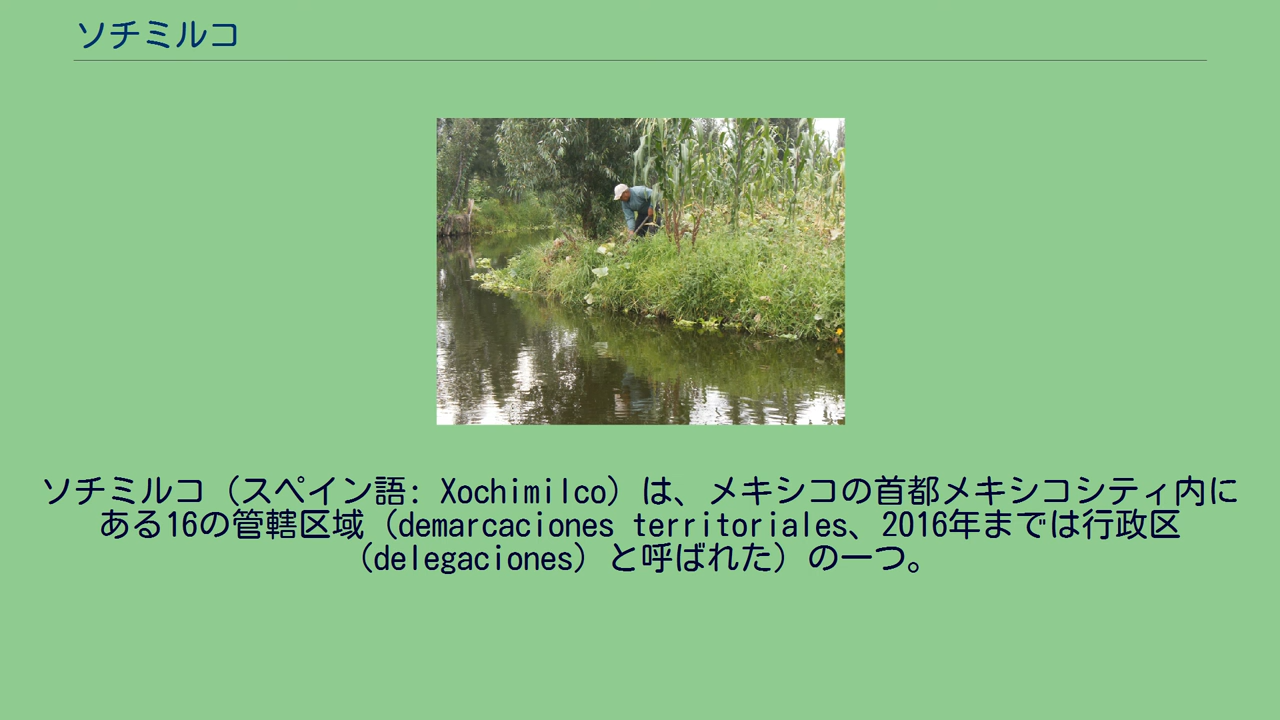 ソチミルコ
ソチミルコ（スペイン語: Xochimilco）は、メキシコの首都メキシコシティ内に
ある16の管轄区域（demarcaciones territoriales、2016年までは行政区
（delegaciones）と呼ばれた）の一つ。